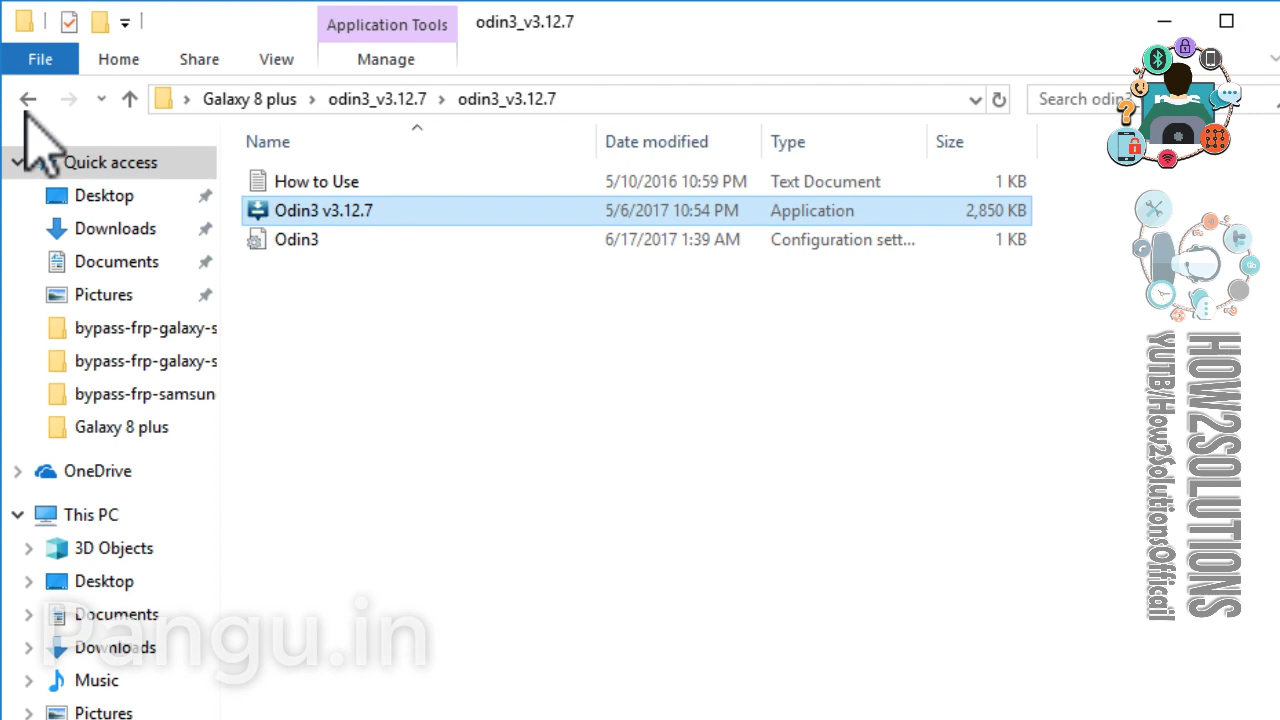 Application Tools
odin3_v3.12.7
File
Home
Share
View
Manage
Galaxy 8 plus
odin3_v3.12.7
odin3_v3.12.7
Search odin3
Name
Date modified
Type
Size
How to Use
5/10/2016 10:59 PM
Text Document
1 KB
Odin3 v3.12.7
5/6/2017 10:54 PM
Application
2,850 KB
Odin3
6/17/2017 1:39 AM
Configuration sett...
1 KB
Quick access
Desktop
Downloads
Documents
Pictures
bypass-frp-galaxy-s
bypass-frp-galaxy-s
bypass-frp-samsun
Galaxy 8 plus
OneDrive
This PC
3D Objects
Desktop
Documents
Downloads
Music
Pictures
Pangu.in
HOW2SOLUTIONS
YUTB/How2SolutionsOfficail